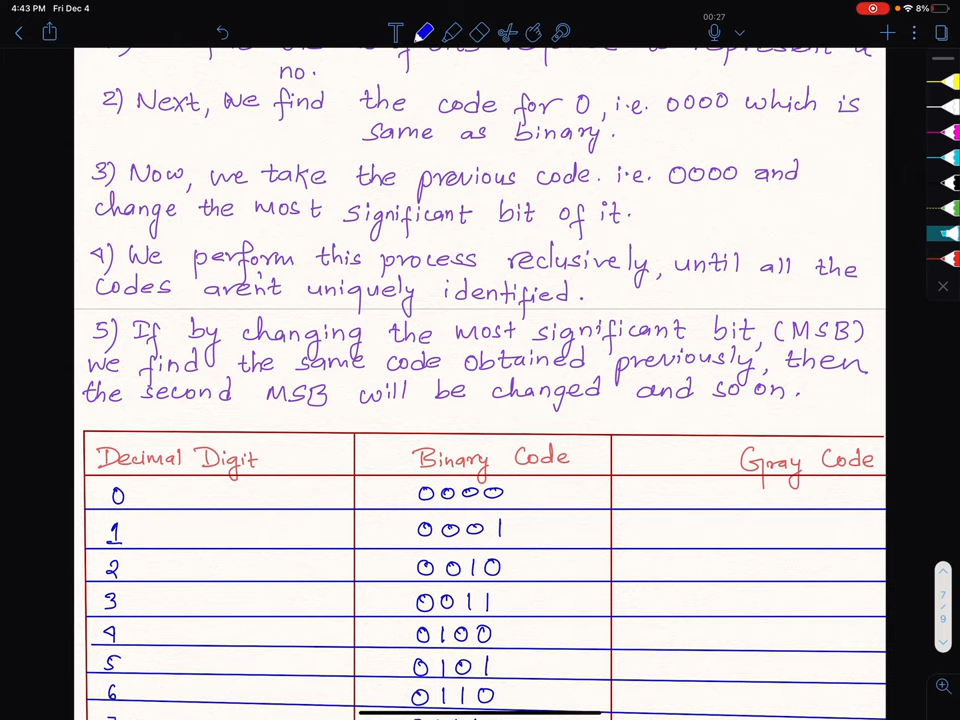 4:43 PM Fri Dec 4
8%
00:27
no.
2) Next, we find the code for 0, i.e. 0000 which is
same as binary.
3) Now, we take the previous code. i.e. 0000 and
change the most significant bit of it.
4) We perform this process reclusively, until all the
codes aren't uniquely identified.
5) If by changing the most significant bit, (MSB)
we find the same code obtained previously, then
the second MSB will be changed and so on.
Decimal Digit Binary Code Gray Code
0 0000
1 0001
2 0010
3 0011
4 0100
5 0101
6 0110
7
/
9